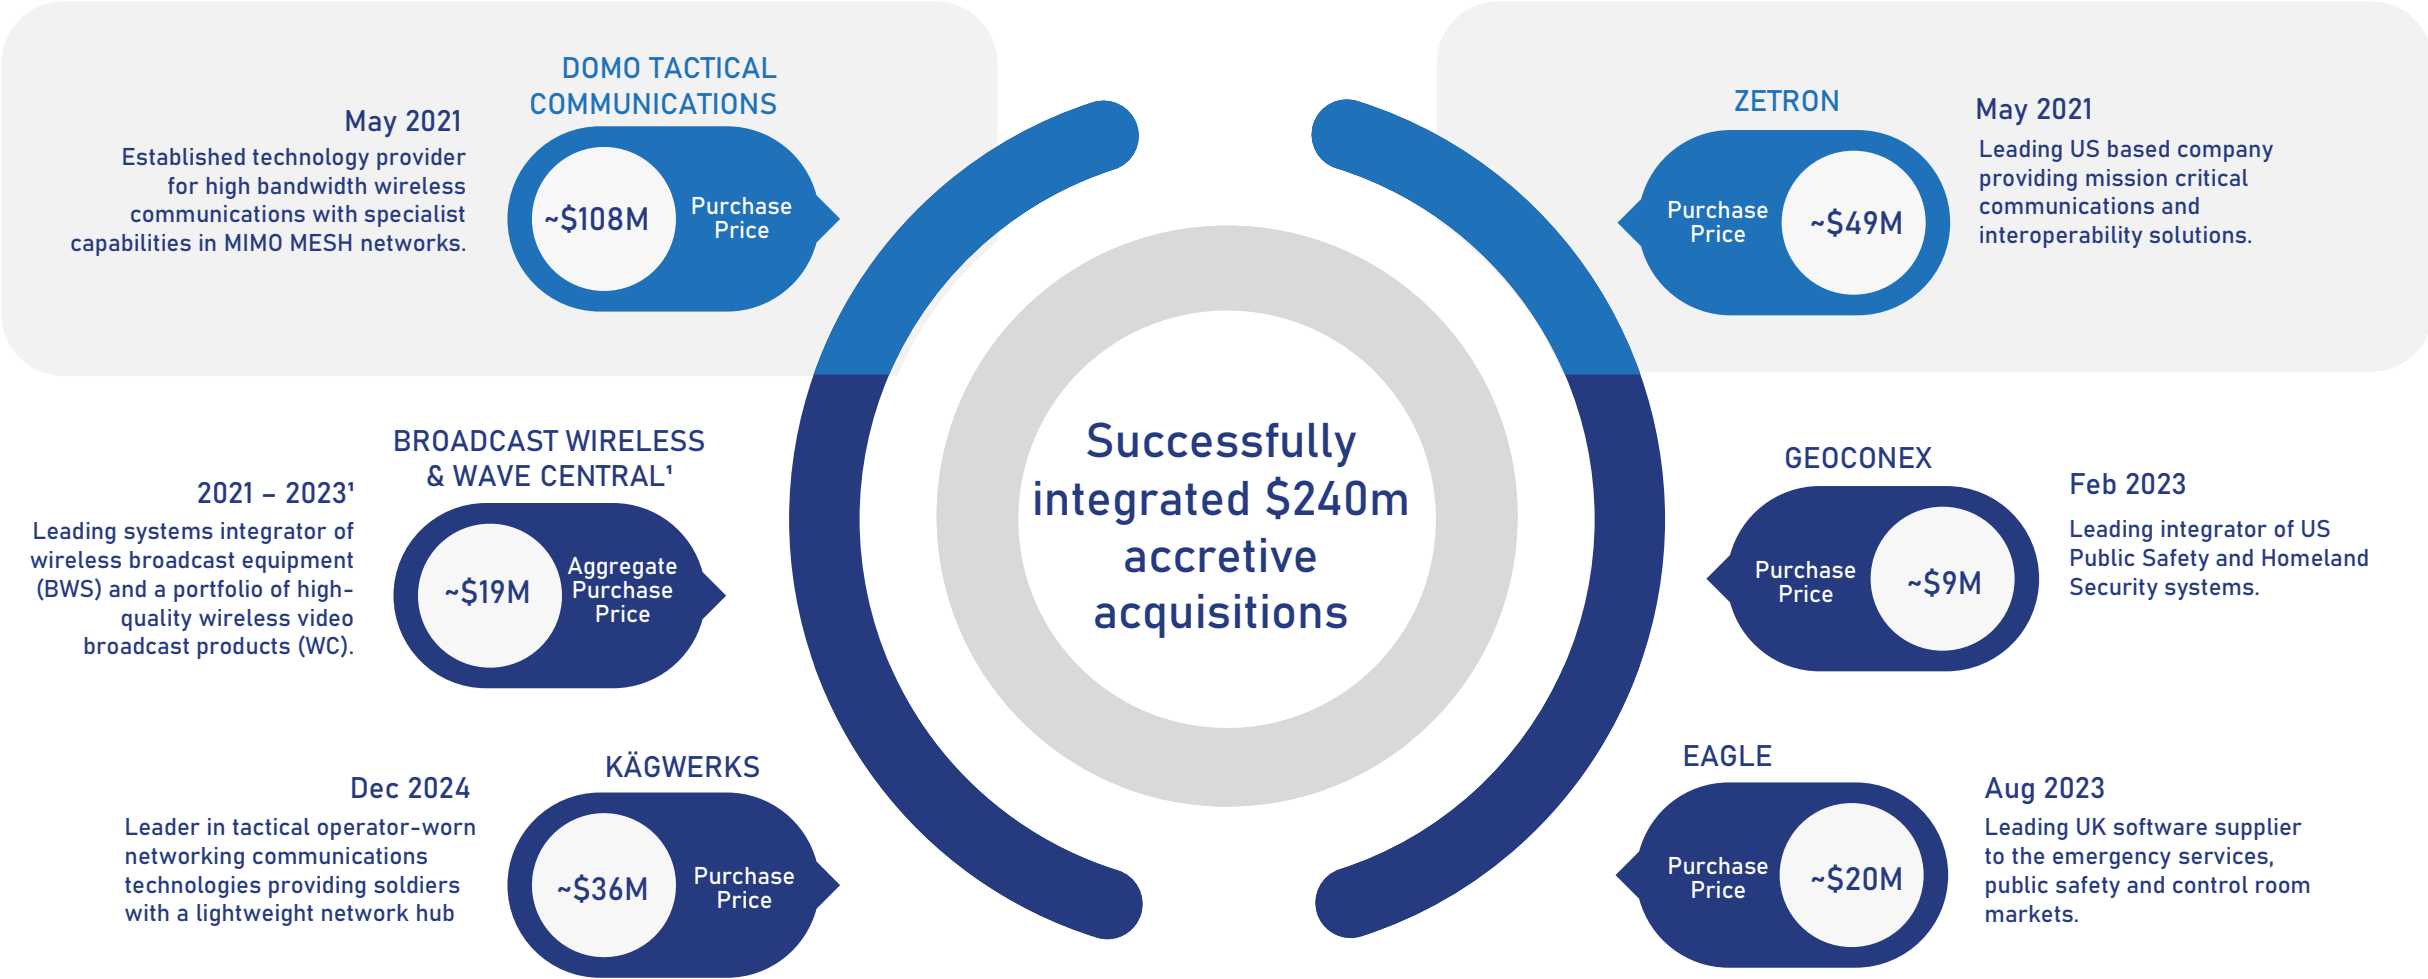 DOMO TACTICAL
COMMUNICATIONS
May 2021
Established technology provider
for high bandwidth wireless
communications with specialist
capabilities in MIMO MESH networks.
~$108M
Purchase
Price
ZETRON
May 2021
Leading US based company
providing mission critical
communications and
interoperability solutions.
Purchase
Price
~$49M
Successfully
integrated $240m
accretive
acquisitions
BROADCAST WIRELESS
& WAVE CENTRAL¹
2021 – 2023¹
Leading systems integrator of
wireless broadcast equipment
(BWS) and a portfolio of high-
quality wireless video
broadcast products (WC).
~$19M
Aggregate
Purchase
Price
GEOCONEX
Feb 2023
Leading integrator of US
Public Safety and Homeland
Security systems.
Purchase
Price
~$9M
KÄGWERKS
Dec 2024
Leader in tactical operator-worn
networking communications
technologies providing soldiers
with a lightweight network hub
~$36M
Purchase
Price
EAGLE
Aug 2023
Leading UK software supplier
to the emergency services,
public safety and control room
markets.
Purchase
Price
~$20M